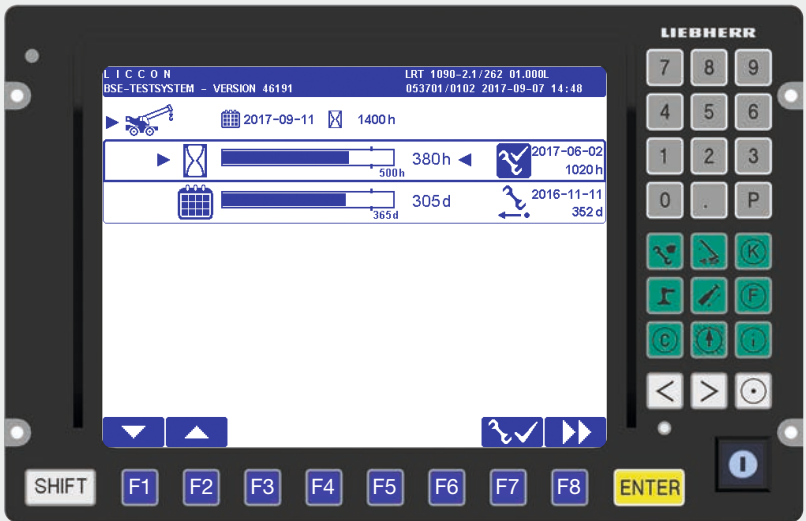 LIEBHERR
L I C C O N LRT 1090-2.1/262 01.000L
BSE-TESTSYSTEM - VERSION 46191 053701/0102 2017-09-07 14:48
2017-09-11 1400 h
380h 2017-06-02
500h 1020 h
305d 2016-11-11
365d 352 d
7 8 9
4 5 6
1 2 3
0 . P
K
F
C i
< >
SHIFT F1 F2 F3 F4 F5 F6 F7 F8 ENTER
I